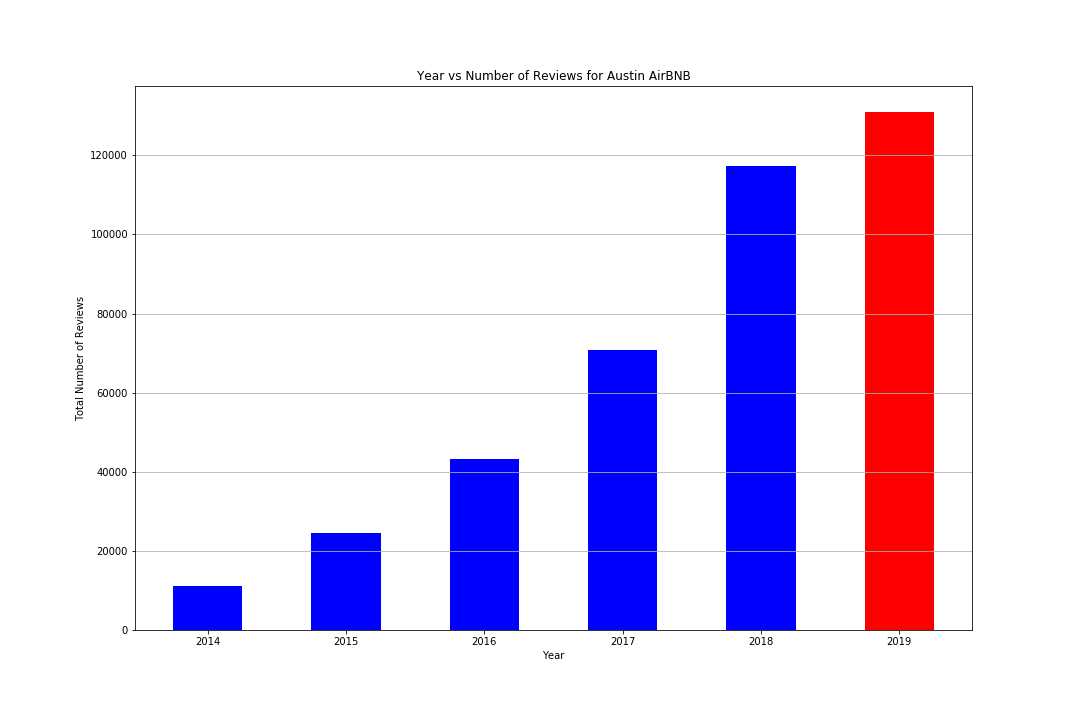 Year vs Number of Reviews for Austin AirBNB
Total Number of Reviews
120000
100000
80000
60000
40000
20000
0
2014 2015 2016 2017 2018 2019
Year